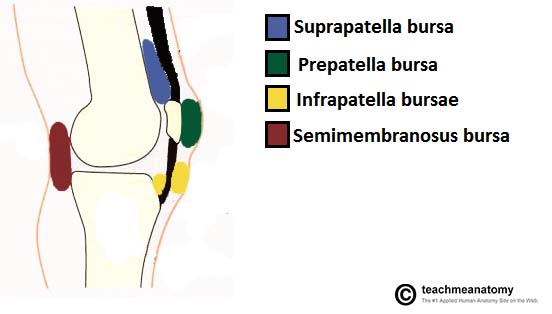 Suprapatella bursa
Prepatella bursa
Infrapatella bursae
Semimembranosus bursa
© teachmeanatomy
The #1 Applied Human Anatomy Site on the Web.